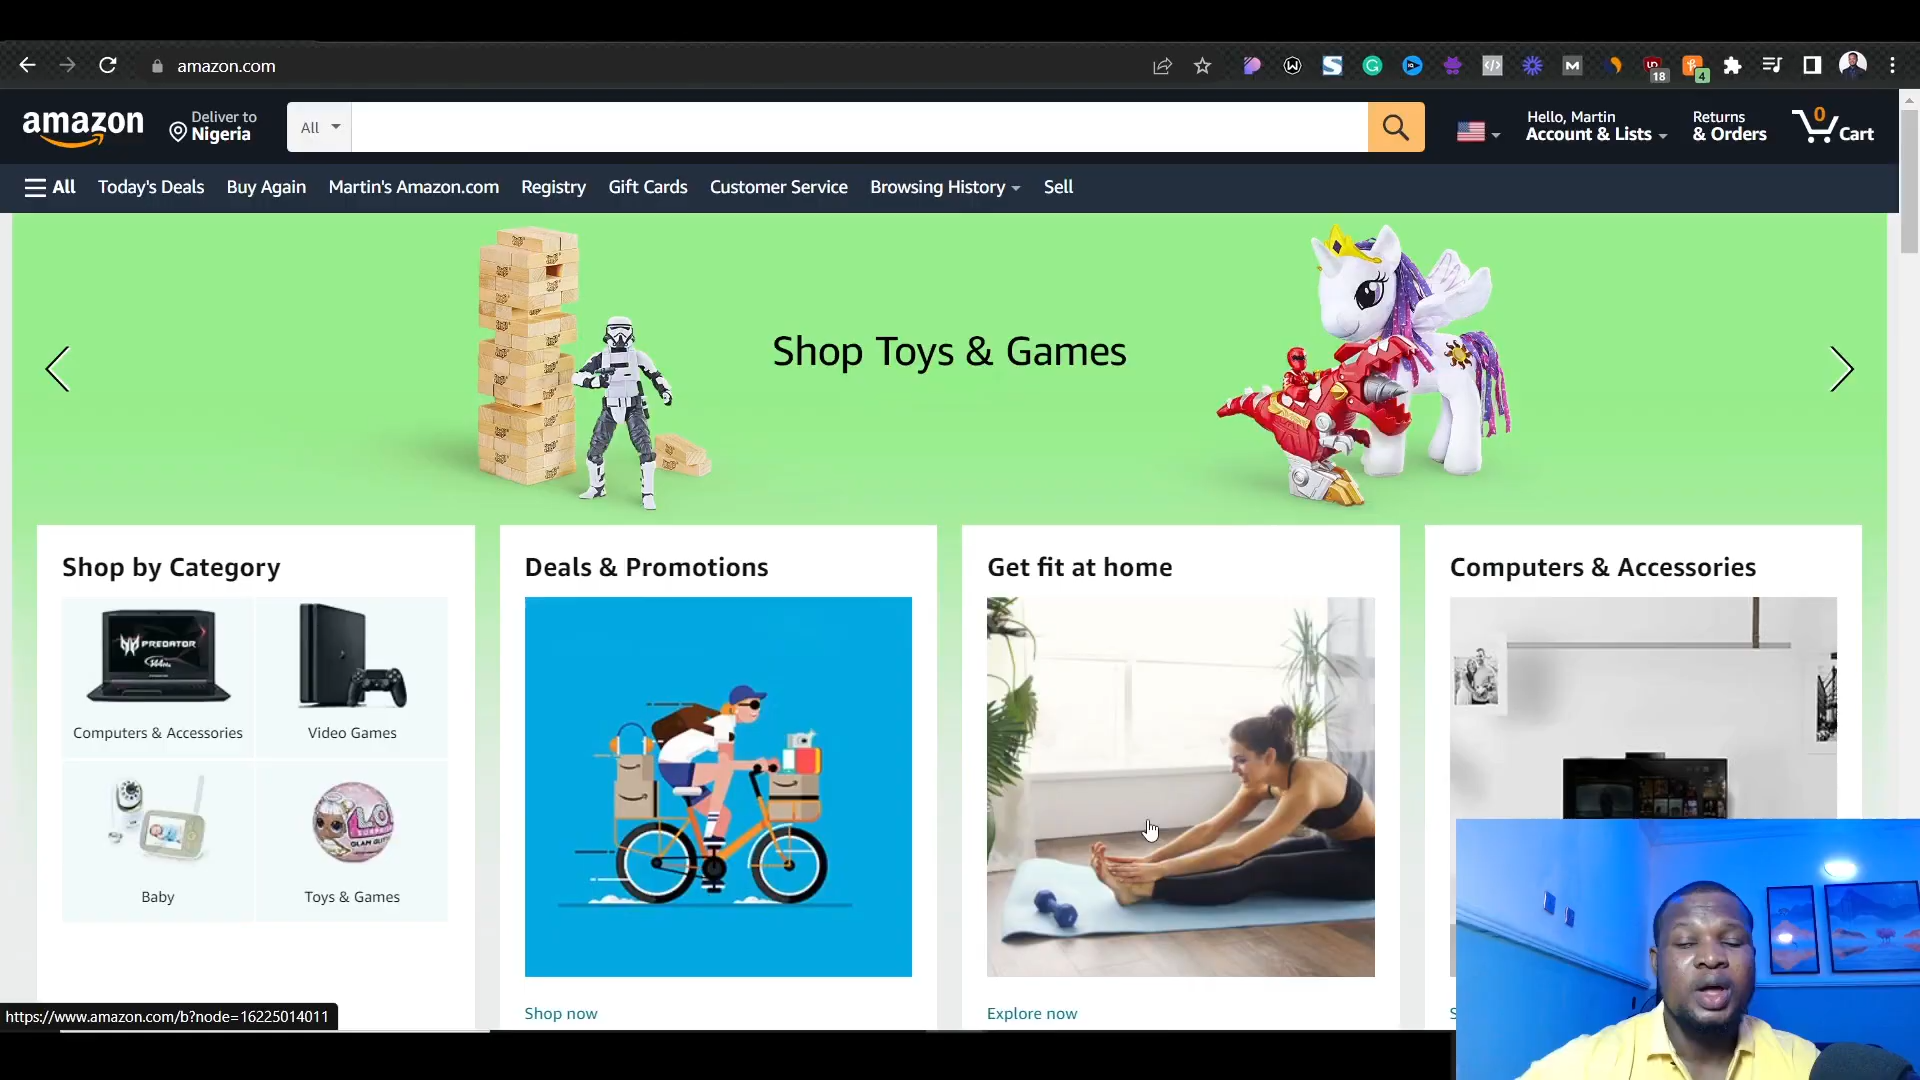 amazon.com
18
4
amazon
Deliver to
Nigeria
All
Hello, Martin
Account & Lists
Returns
& Orders
0
Cart
All
Today's Deals
Buy Again
Martin's Amazon.com
Registry
Gift Cards
Customer Service
Browsing History
Sell
Shop Toys & Games
Shop by Category
Deals & Promotions
Get fit at home
Computers & Accessories
PREDATOR
Computers & Accessories
Video Games
Baby
Toys & Games
Shop now
Explore now
https://www.amazon.com/b?node=16225014011